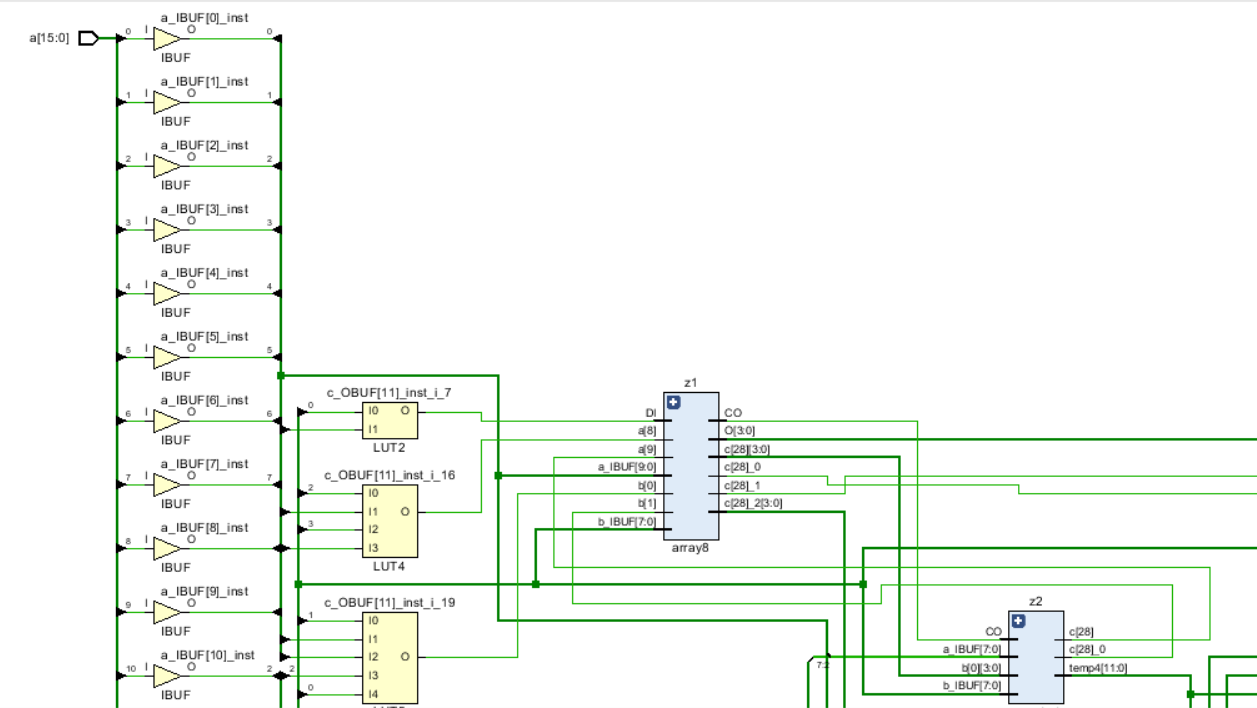 a_IBUF[0]_inst
a[15:0]
0
I
O
0
IBUF
a_IBUF[1]_inst
1
I
O
1
IBUF
a_IBUF[2]_inst
2
I
O
2
IBUF
a_IBUF[3]_inst
3
I
O
3
IBUF
a_IBUF[4]_inst
4
I
O
4
IBUF
a_IBUF[5]_inst
5
I
O
5
IBUF
a_IBUF[6]_inst
6
I
O
6
IBUF
a_IBUF[7]_inst
7
I
O
7
IBUF
a_IBUF[8]_inst
8
I
O
IBUF
a_IBUF[9]_inst
9
I
O
IBUF
a_IBUF[10]_inst
10
I
O
2
2
IBUF
c_OBUF[11]_inst_i_7
0
I0
O
I1
LUT2
c_OBUF[11]_inst_i_16
2
I0
I1
O
3
I2
I3
LUT4
c_OBUF[11]_inst_i_19
1
I0
I1
I2
O
I3
0
I4
z1
DI
CO
a[8]
O[3:0]
a[9]
c[28][3:0]
a_IBUF[9:0]
c[28]_0
b[0]
c[28]_1
b[1]
c[28]_2[3:0]
b_IBUF[7:0]
array8
z2
CO
c[28]
a_IBUF[7:0]
c[28]_0
b[0][3:0]
temp4[11:0]
b_IBUF[7:0]